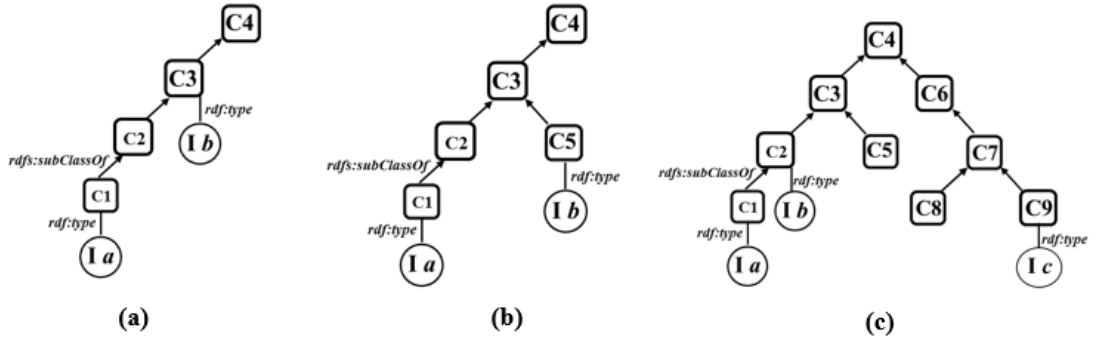 C4
C3
rdf:type
C2
I b
rdfs:subClassOf
C1
rdf:type
I a
(a)
C4
C3
C2
C5
rdfs:subClassOf
rdf:type
C1
I b
rdf:type
I a
(b)
C4
C3
C6
C2
C5
C7
rdfs:subClassOf
rdf:type
C1
I b
C8
C9
rdf:type
rdf:type
I a
I c
(c)